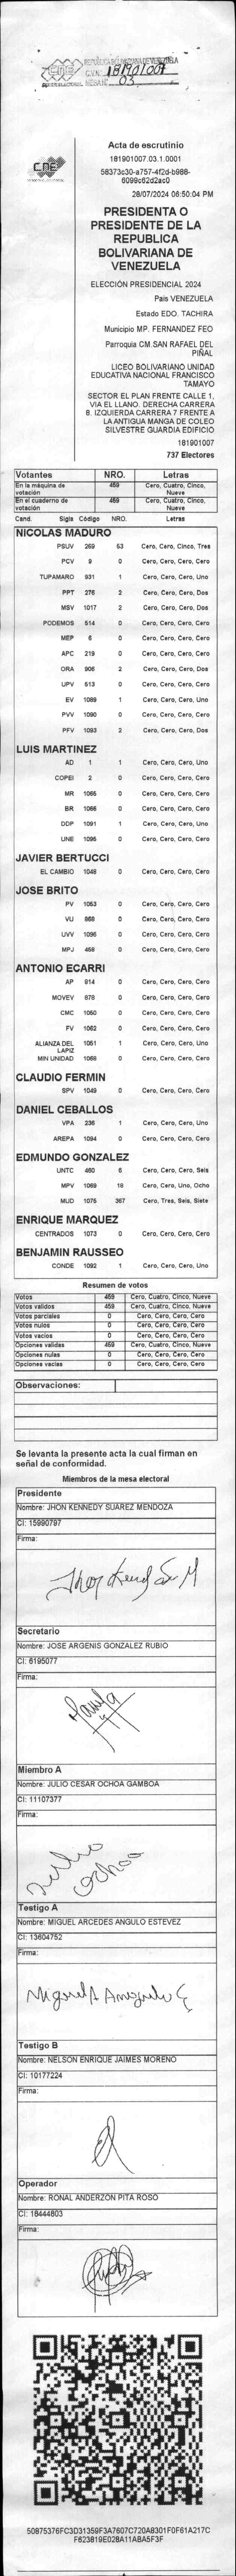 CNE
REPÚBLICA BOLIVARIANA DE VENEZUELA
181901007
MESA Nº 03
CNE
Acta de escrutinio
181901007.03.1.0001
58373c30-a757-4f2d-b988-
6098c62d2ac0
28/07/2024 06:50:04 PM
PRESIDENTA O
PRESIDENTE DE LA
REPUBLICA
BOLIVARIANA DE
VENEZUELA
ELECCIÓN PRESIDENCIAL 2024
País VENEZUELA
Estado EDO. TACHIRA
Municipio MP. FERNANDEZ FEO
Parroquia CM.SAN RAFAEL DEL
PIÑAL
LICEO BOLIVARIANO UNIDAD
EDUCATIVA NACIONAL FRANCISCO
TAMAYO
SECTOR EL PLAN FRENTE CALLE 1,
VIA EL LLANO. DERECHA CARRERA
8. IZQUIERDA CARRERA 7 FRENTE A
LA ANTIGUA MANGA DE COLEO
SILVESTRE GUARDIA EDIFICIO
181901007
737 Electores
Votantes NRO. Letras
En la máquina de votación 459 Cero, Cuatro, Cinco, Nueve
En el cuaderno de votación 459 Cero, Cuatro, Cinco, Nueve
Cand. Sigla Código NRO. Letras
NICOLAS MADURO
PSUV 269 53 Cero, Cero, Cinco, Tres
PCV 9 0 Cero, Cero, Cero, Cero
TUPAMARO 931 1 Cero, Cero, Cero, Uno
PPT 276 2 Cero, Cero, Cero, Dos
MSV 1017 2 Cero, Cero, Cero, Dos
PODEMOS 514 0 Cero, Cero, Cero, Cero
MEP 6 0 Cero, Cero, Cero, Cero
APC 219 0 Cero, Cero, Cero, Cero
ORA 906 2 Cero, Cero, Cero, Dos
UPV 513 0 Cero, Cero, Cero, Cero
EV 1089 1 Cero, Cero, Cero, Uno
PVV 1090 0 Cero, Cero, Cero, Cero
PFV 1093 2 Cero, Cero, Cero, Dos
LUIS MARTINEZ
AD 1 1 Cero, Cero, Cero, Uno
COPEI 2 0 Cero, Cero, Cero, Cero
MR 1065 0 Cero, Cero, Cero, Cero
BR 1066 0 Cero, Cero, Cero, Cero
DDP 1091 1 Cero, Cero, Cero, Uno
UNE 1095 0 Cero, Cero, Cero, Cero
JAVIER BERTUCCI
EL CAMBIO 1048 0 Cero, Cero, Cero, Cero
JOSE BRITO
PV 1053 0 Cero, Cero, Cero, Cero
VU 868 0 Cero, Cero, Cero, Cero
UVV 1096 0 Cero, Cero, Cero, Cero
MPJ 458 0 Cero, Cero, Cero, Cero
ANTONIO ECARRI
AP 914 0 Cero, Cero, Cero, Cero
MOVEV 978 0 Cero, Cero, Cero, Cero
CMC 1050 0 Cero, Cero, Cero, Cero
FV 1062 0 Cero, Cero, Cero, Cero
ALIANZA DEL LAPIZ 1051 1 Cero, Cero, Cero, Uno
MIN UNIDAD 1068 0 Cero, Cero, Cero, Cero
CLAUDIO FERMIN
SPV 1049 0 Cero, Cero, Cero, Cero
DANIEL CEBALLOS
VPA 236 1 Cero, Cero, Cero, Uno
AREPA 1094 0 Cero, Cero, Cero, Cero
EDMUNDO GONZALEZ
UNTC 460 6 Cero, Cero, Cero, Seis
MPV 1069 18 Cero, Cero, Uno, Ocho
MUD 1075 367 Cero, Tres, Seis, Siete
ENRIQUE MARQUEZ
CENTRADOS 1073 0 Cero, Cero, Cero, Cero
BENJAMIN RAUSSEO
CONDE 1092 1 Cero, Cero, Cero, Uno
Resumen de votos
Votos 459 Cero, Cuatro, Cinco, Nueve
Votos validos 459 Cero, Cuatro, Cinco, Nueve
Votos parciales 0 Cero, Cero, Cero, Cero
Votos nulos 0 Cero, Cero, Cero, Cero
Votos vacios 0 Cero, Cero, Cero, Cero
Opciones validas 459 Cero, Cuatro, Cinco, Nueve
Opciones nulas 0 Cero, Cero, Cero, Cero
Opciones vacias 0 Cero, Cero, Cero, Cero
Observaciones:
Se levanta la presente acta la cual firman en
señal de conformidad.
Miembros de la mesa electoral
Presidente
Nombre: JHON KENNEDY SUAREZ MENDOZA
CI: 15990797
Firma:
Secretario
Nombre: JOSE ARGENIS GONZALEZ RUBIO
CI: 6195077
Firma:
Miembro A
Nombre: JULIO CESAR OCHOA GAMBOA
CI: 11107377
Firma:
Julio
Ochoa
Testigo A
Nombre: MIGUEL ARCEDES ANGULO ESTEVEZ
CI: 13604752
Firma:
Miguel A Angulo E
Testigo B
Nombre: NELSON ENRIQUE JAIMES MORENO
CI: 10177224
Firma:
Operador
Nombre: RONAL ANDERZON PITA ROSO
CI: 18444803
Firma:
50875376FC3D31359F3A7607C720A8301F0F61A217C
F623819E028A11ABA5F3F